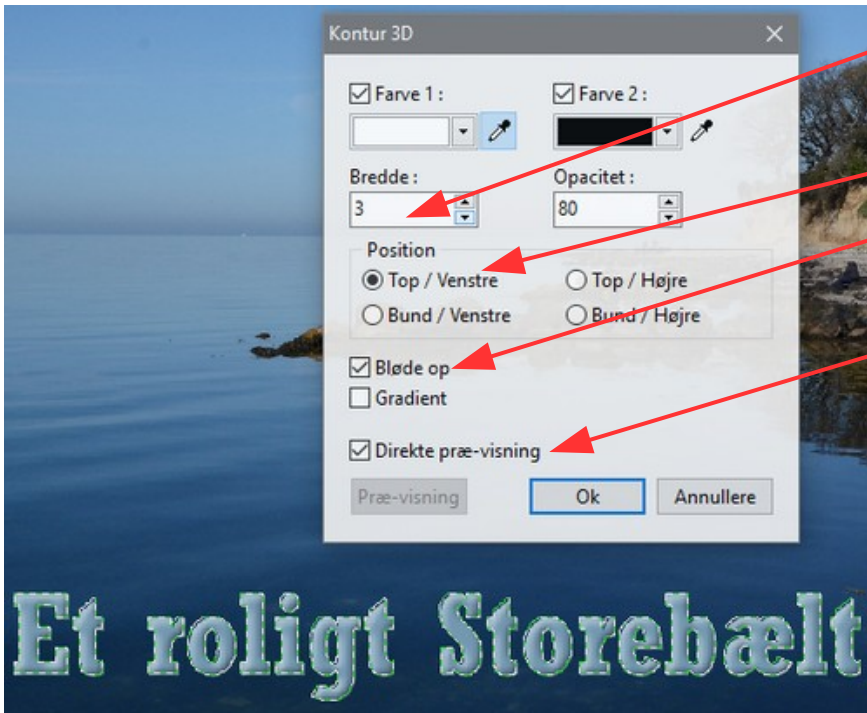 Kontur 3D
Farve 1 : Farve 2 :
Bredde : Opacitet :
3 80
Position
Top / Venstre Top / Højre
Bund / Venstre Bund / Højre
Bløde op
Gradient
Direkte præ-visning
Præ-visning Ok Annullere
Et roligt Storebælt